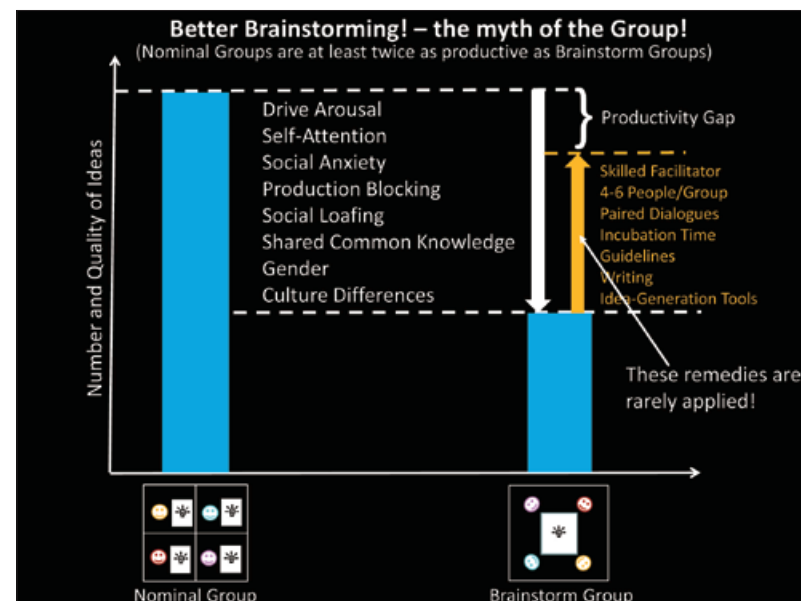 Better Brainstorming! – the myth of the Group!
(Nominal Groups are at least twice as productive as Brainstorm Groups)
Number and Quality of Ideas
Drive Arousal
Self-Attention
Social Anxiety
Production Blocking
Social Loafing
Shared Common Knowledge
Gender
Culture Differences
Productivity Gap
Skilled Facilitator
4-6 People/Group
Paired Dialogues
Incubation Time
Guidelines
Writing
Idea-Generation Tools
These remedies are
rarely applied!
Nominal Group
Brainstorm Group